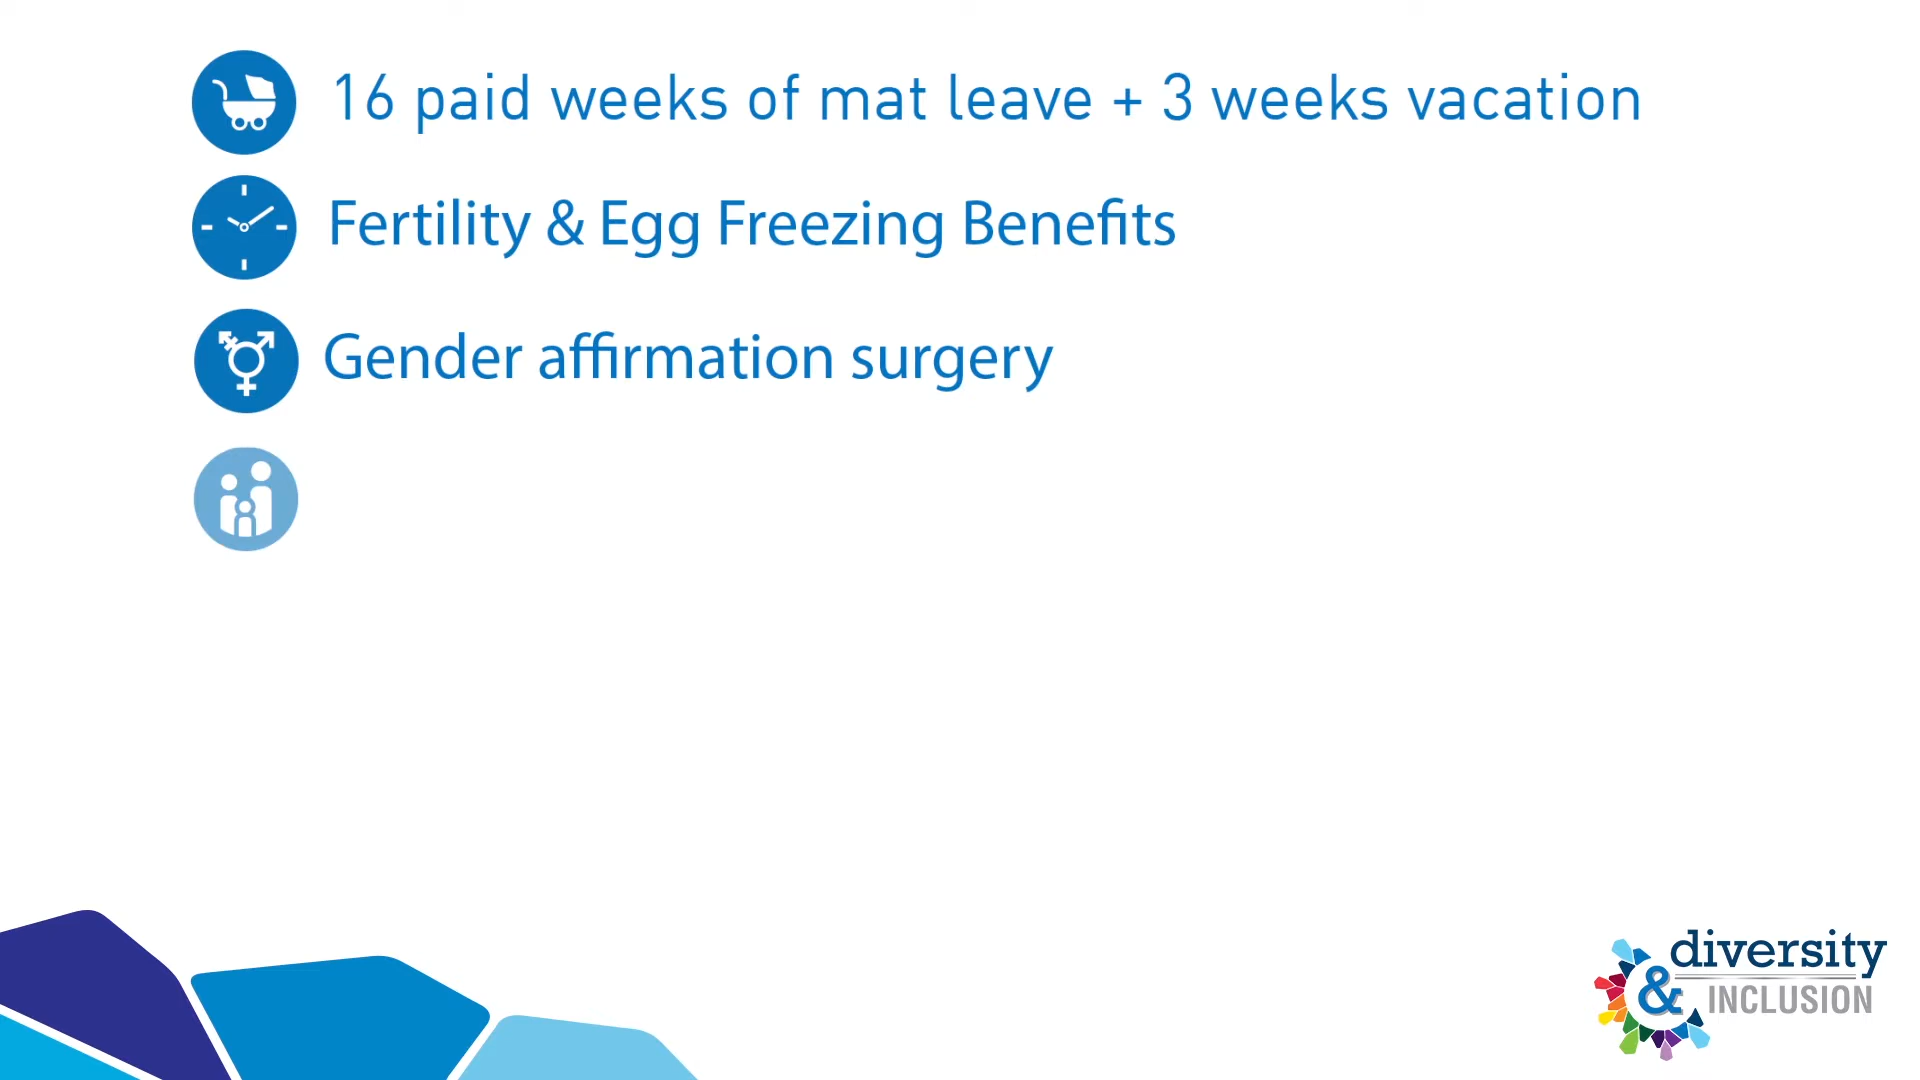 16 paid weeks of mat leave + 3 weeks vacation
Fertility & Egg Freezing Benefits
Gender affirmation surgery
diversity
& INCLUSION